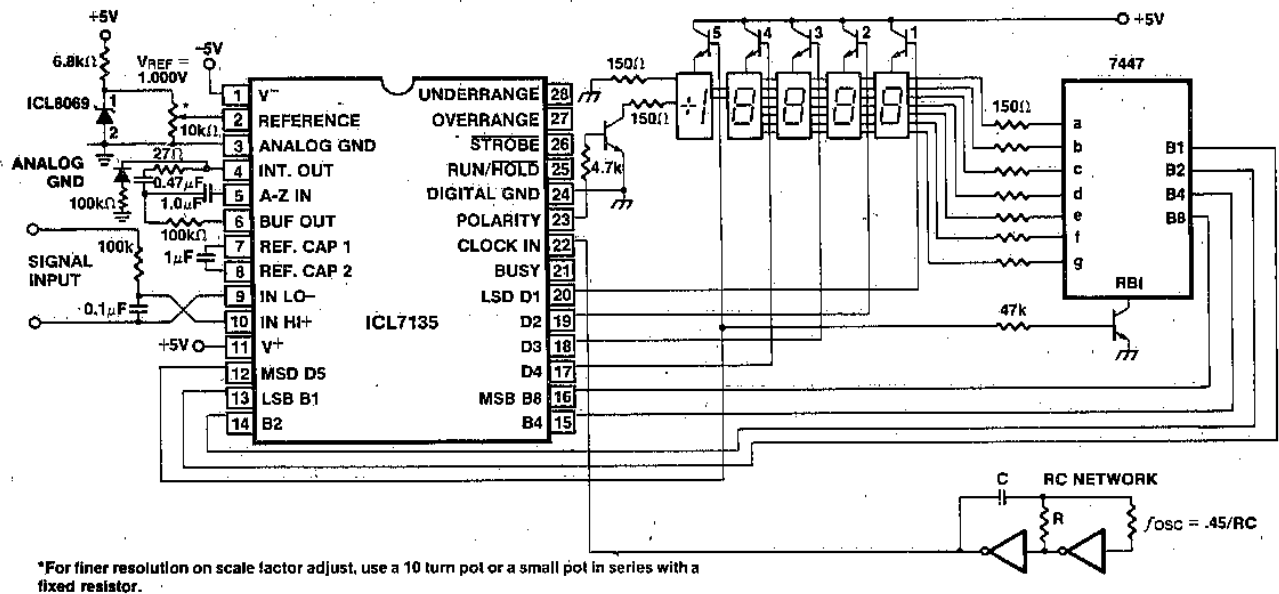 +5V
6.8kΩ
VREF =
1.000V
-5V
ICL8069
1
2
*
10kΩ
27Ω
ANALOG
GND
0.47µF
1.0µF
100kΩ
100kΩ
SIGNAL
INPUT
100k
1µF
0.1µF
+5V
1 V⁻
2 REFERENCE
3 ANALOG GND
4 INT. OUT
5 A-Z IN
6 BUF OUT
7 REF. CAP 1
8 REF. CAP 2
9 IN LO-
10 IN HI+
11 V⁺
12 MSD D5
13 LSB B1
14 B2
ICL7135
UNDERRANGE 28
OVERRANGE 27
STROBE 26
RUN/HOLD 25
DIGITAL GND 24
POLARITY 23
CLOCK IN 22
BUSY 21
LSD D1 20
D2 19
D3 18
D4 17
MSB B8 16
B4 15
150Ω
150Ω
4.7k
5 4 3 2 1
+5V
7447
150Ω
a
b
c
d
e
f
g
B1
B2
B4
B8
RBI
47k
C
RC NETWORK
R
fosc = .45/RC
*For finer resolution on scale factor adjust, use a 10 turn pot or a small pot in series with a
fixed resistor.